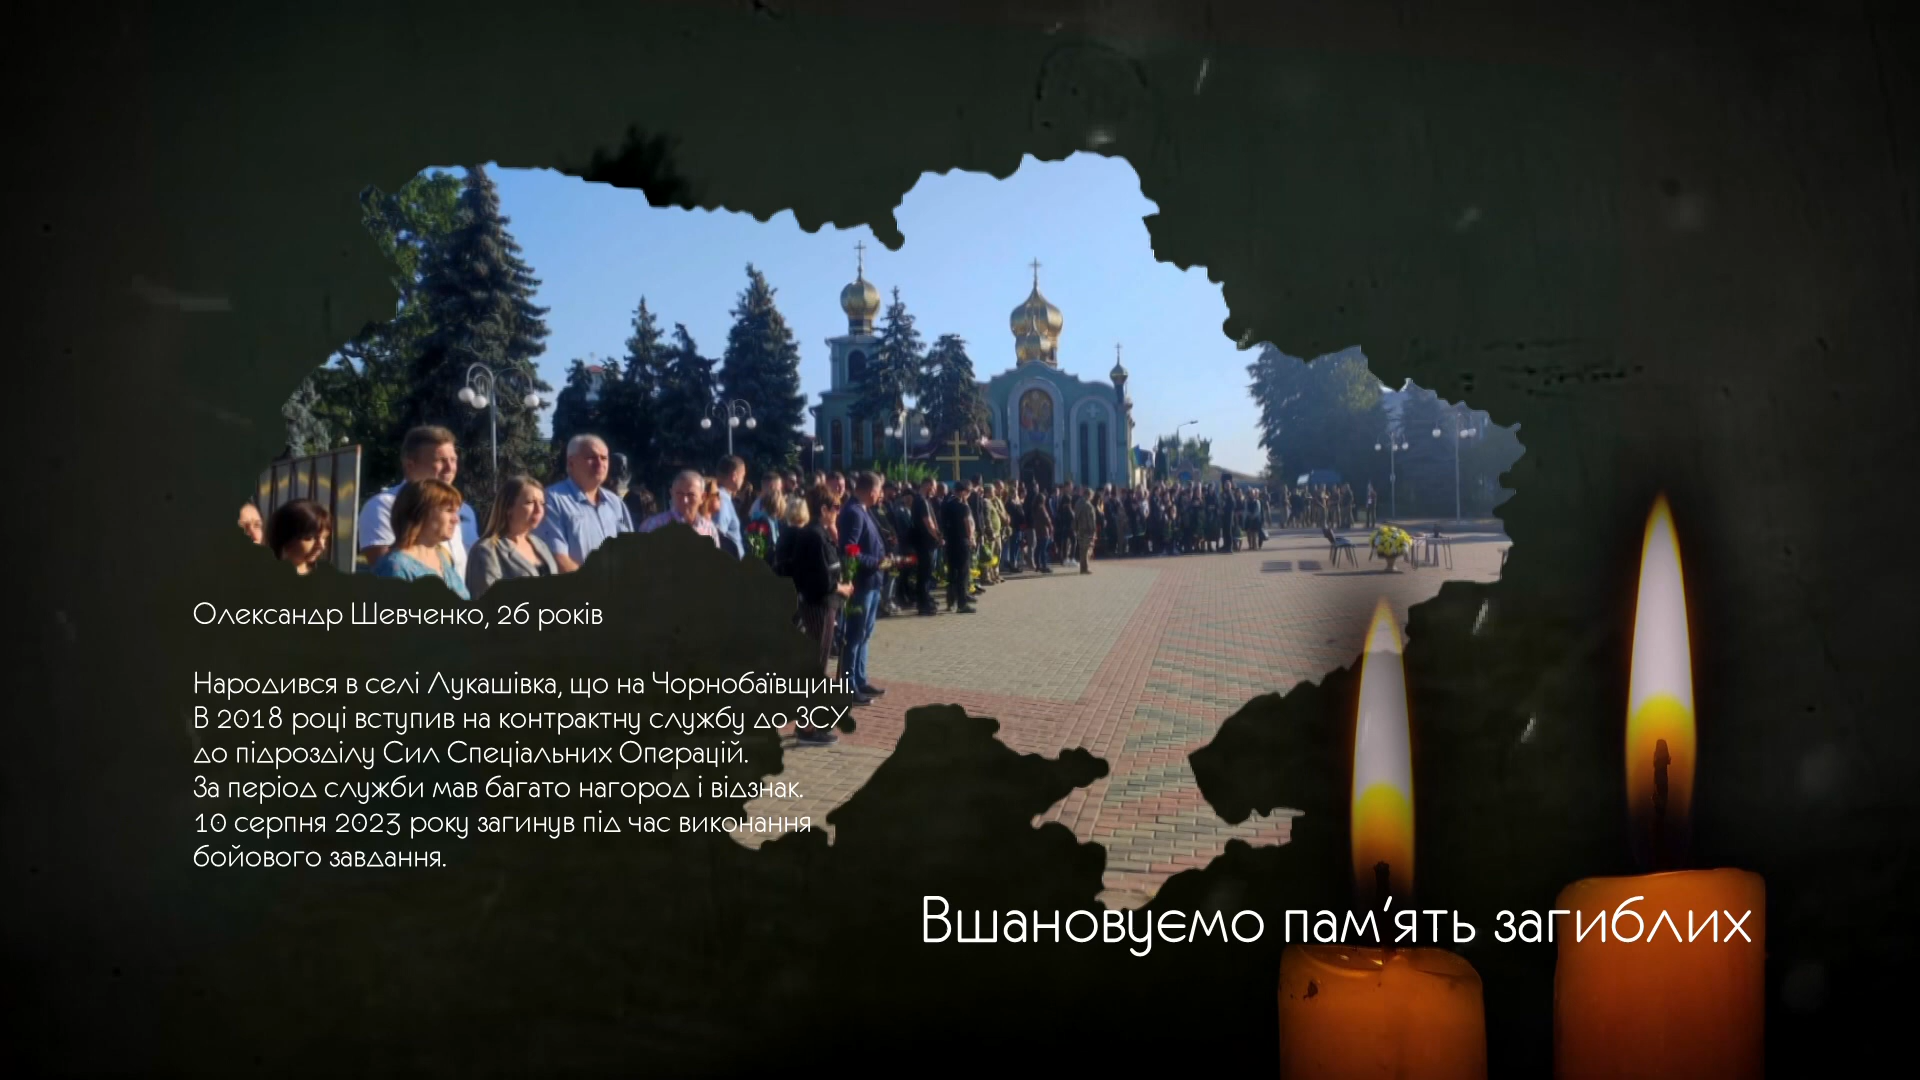 Олександр Шевченко, 26 років
Народився в селі Лукашівка, що на Чорнобаївщині.
В 2018 році вступив на контрактну службу до ЗСУ
до підрозділу Сил Спеціальних Операцій.
За період служби мав багато нагород і відзнак.
10 серпня 2023 року загинув під час виконання
бойового завдання.
Вшановуємо пам'ять загиблих